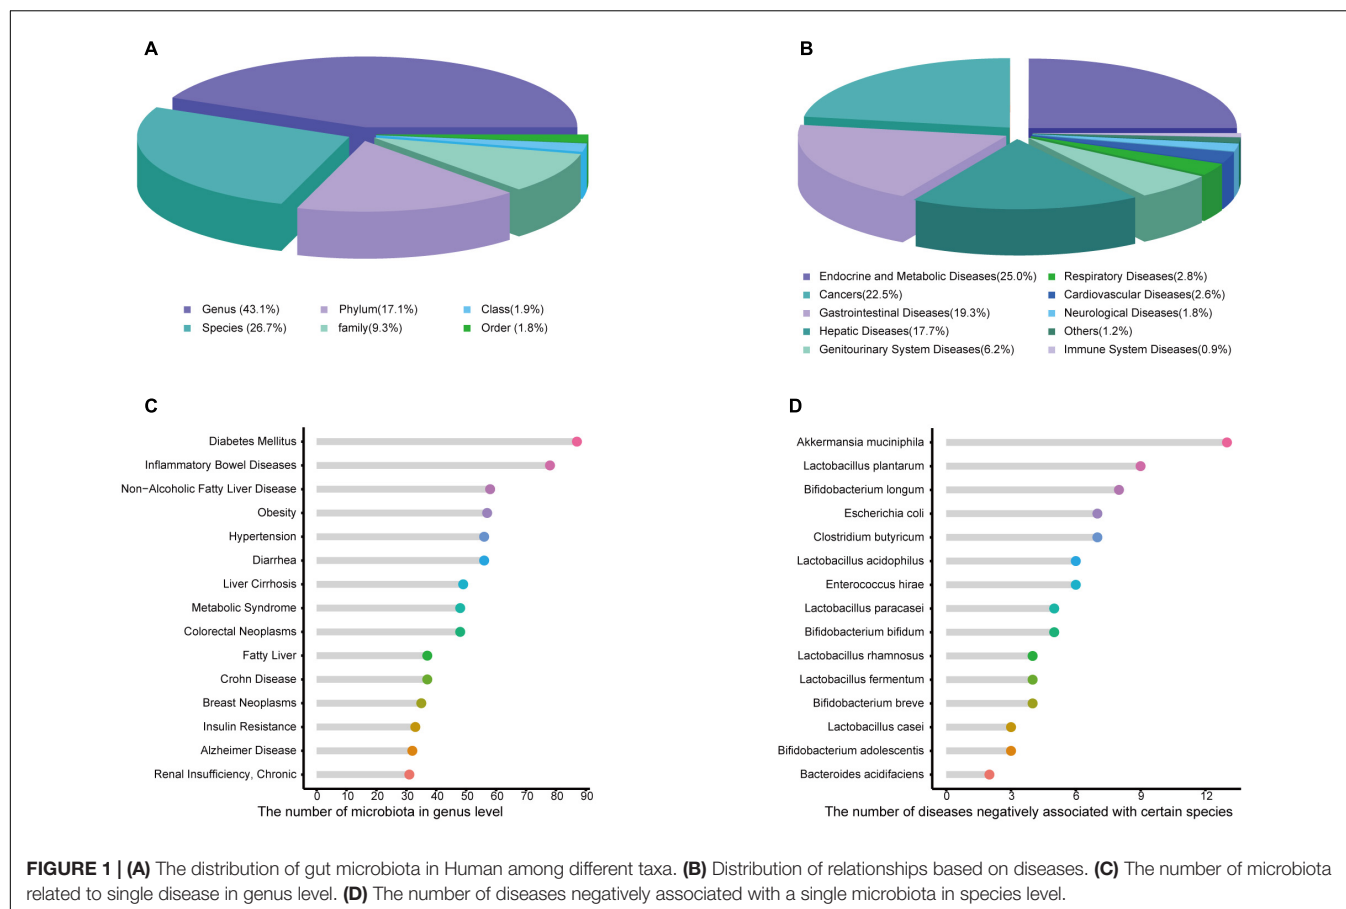 A
B
Genus (43.1%)
Phylum(17.1%)
Class(1.9%)
Species (26.7%)
family(9.3%)
Order (1.8%)
Endocrine and Metabolic Diseases(25.0%)
Respiratory Diseases(2.8%)
Cancers(22.5%)
Cardiovascular Diseases(2.6%)
Gastrointestinal Diseases(19.3%)
Neurological Diseases(1.8%)
Hepatic Diseases(17.7%)
Others(1.2%)
Genitourinary System Diseases(6.2%)
Immune System Diseases(0.9%)
C
Diabetes Mellitus
Inflammatory Bowel Diseases
Non−Alcoholic Fatty Liver Disease
Obesity
Hypertension
Diarrhea
Liver Cirrhosis
Metabolic Syndrome
Colorectal Neoplasms
Fatty Liver
Crohn Disease
Breast Neoplasms
Insulin Resistance
Alzheimer Disease
Renal Insufficiency, Chronic
0 10 20 30 40 50 60 70 80 90
The number of microbiota in genus level
D
Akkermansia muciniphila
Lactobacillus plantarum
Bifidobacterium longum
Escherichia coli
Clostridium butyricum
Lactobacillus acidophilus
Enterococcus hirae
Lactobacillus paracasei
Bifidobacterium bifidum
Lactobacillus rhamnosus
Lactobacillus fermentum
Bifidobacterium breve
Lactobacillus casei
Bifidobacterium adolescentis
Bacteroides acidifaciens
0 3 6 9 12
The number of diseases negatively associated with certain species
FIGURE 1 | (A) The distribution of gut microbiota in Human among different taxa. (B) Distribution of relationships based on diseases. (C) The number of microbiota
related to single disease in genus level. (D) The number of diseases negatively associated with a single microbiota in species level.